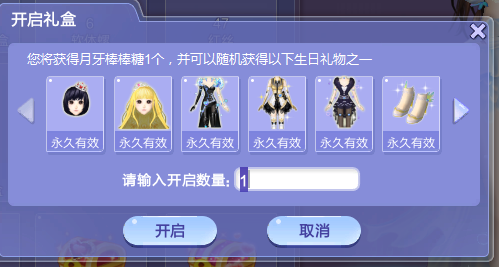 开启礼盒
您将获得月牙棒棒糖1个，并可以随机获得以下生日礼物之一
永久有效 永久有效 永久有效 永久有效 永久有效 永久有效
请输入开启数量: 1
开启 取消